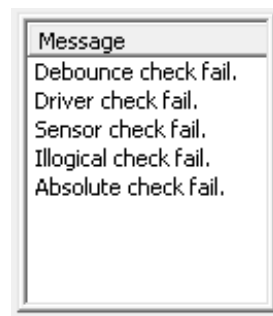 Message
Debounce check fail.
Driver check fail.
Sensor check fail.
Illogical check fail.
Absolute check fail.